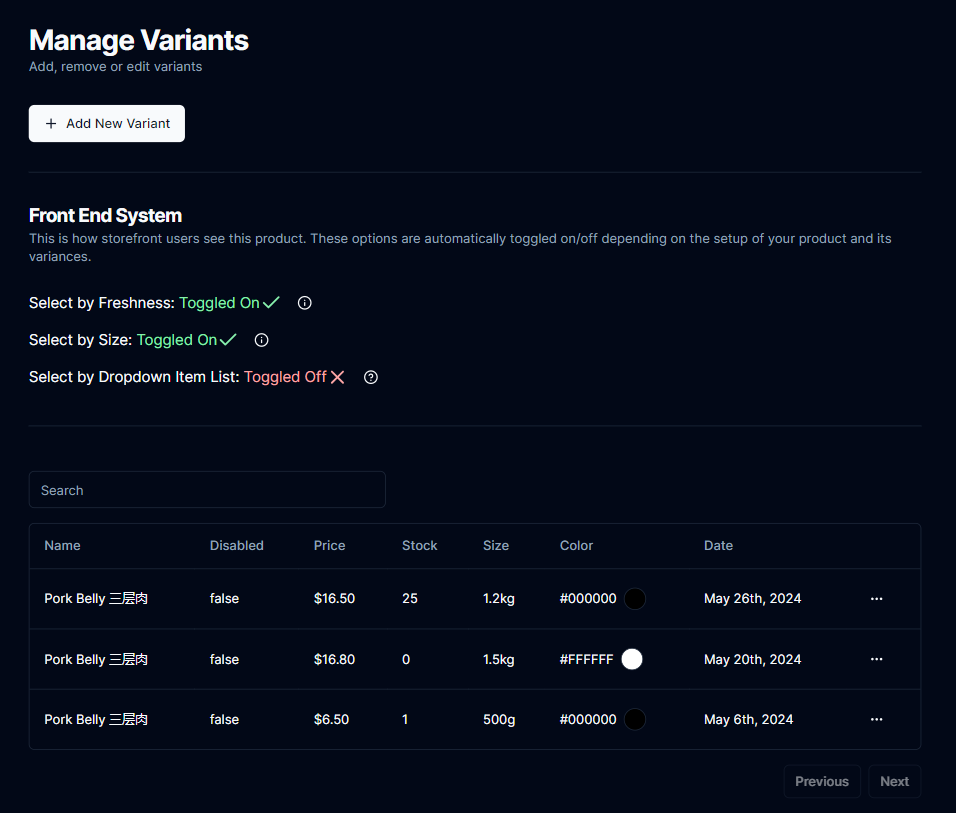 Manage Variants
Add, remove or edit variants
+ Add New Variant
Front End System
This is how storefront users see this product. These options are automatically toggled on/off depending on the setup of your product and its
variances.
Select by Freshness: Toggled On
Select by Size: Toggled On
Select by Dropdown Item List: Toggled Off
Search
Name Disabled Price Stock Size Color Date
Pork Belly 三层肉 false $16.50 25 1.2kg #000000 May 26th, 2024 ...
Pork Belly 三层肉 false $16.80 0 1.5kg #FFFFFF May 20th, 2024 ...
Pork Belly 三层肉 false $6.50 1 500g #000000 May 6th, 2024 ...
Previous Next